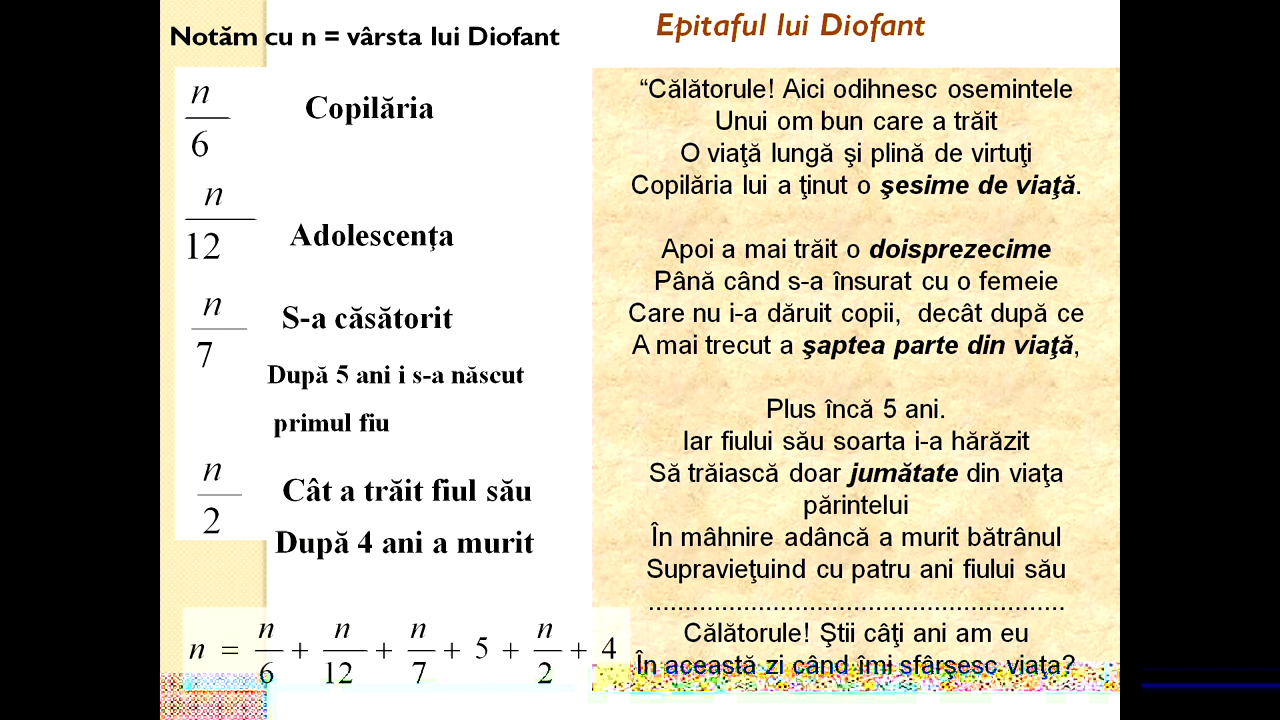 Notăm cu n = vârsta lui Diofant
n
6
Copilăria
n
12
Adolescenţa
n
7
S-a căsătorit
După 5 ani i s-a născut
primul fiu
n
2
Cât a trăit fiul său
După 4 ani a murit
n = n/6 + n/12 + n/7 + 5 + n/2 + 4
Epitaful lui Diofant
“Călătorule! Aici odihnesc osemintele
Unui om bun care a trăit
O viaţă lungă şi plină de virtuţi
Copilăria lui a ţinut o şesime de viaţă.
Apoi a mai trăit o doisprezecime
Până când s-a însurat cu o femeie
Care nu i-a dăruit copii, decât după ce
A mai trecut a şaptea parte din viaţă,
Plus încă 5 ani.
Iar fiului său soarta i-a hărăzit
Să trăiască doar jumătate din viaţa
părintelui
În mâhnire adâncă a murit bătrânul
Supravieţuind cu patru ani fiului său
.........................................................
Călătorule! Ştii câţi ani am eu
În această zi când îmi sfârşesc viaţa?